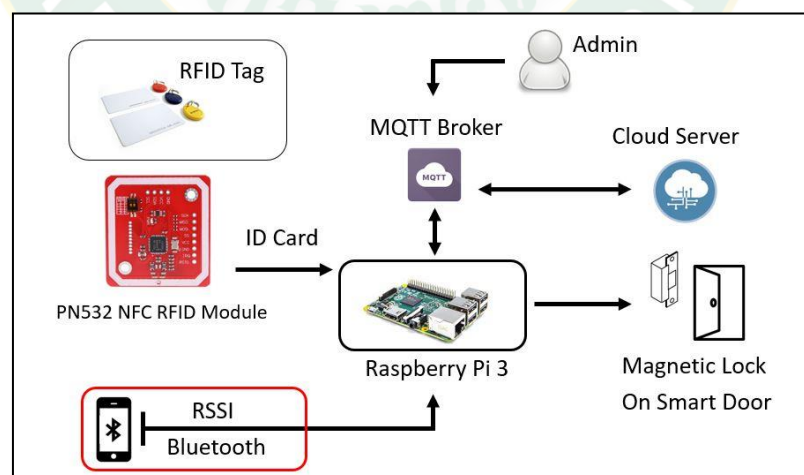 RFID Tag
Admin
MQTT Broker
MQTT
Cloud Server
ID Card
PN532 NFC RFID Module
Raspberry Pi 3
Magnetic Lock
On Smart Door
RSSI
Bluetooth